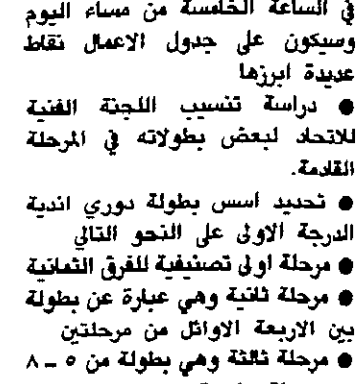 في الساعة الخامسة من مساء اليوم
وسيكون على جدول الاعمال نقاط
عديدة ابرزها
● دراسة تنسيب اللجنة الفنية
للاتحاد لبعض بطولاته في المرحلة
القادمة.
● تحديد اسس بطولة دوري اندية
الدرجة الاولى على النحو التالي
● مرحلة اولى تصنيفية للفرق الثمانية
● مرحلة ثانية وهي عبارة عن بطولة
بين الاربعة الاوائل من مرحلتين
● مرحلة ثالثة وهي بطولة من ٥ ــ ٨